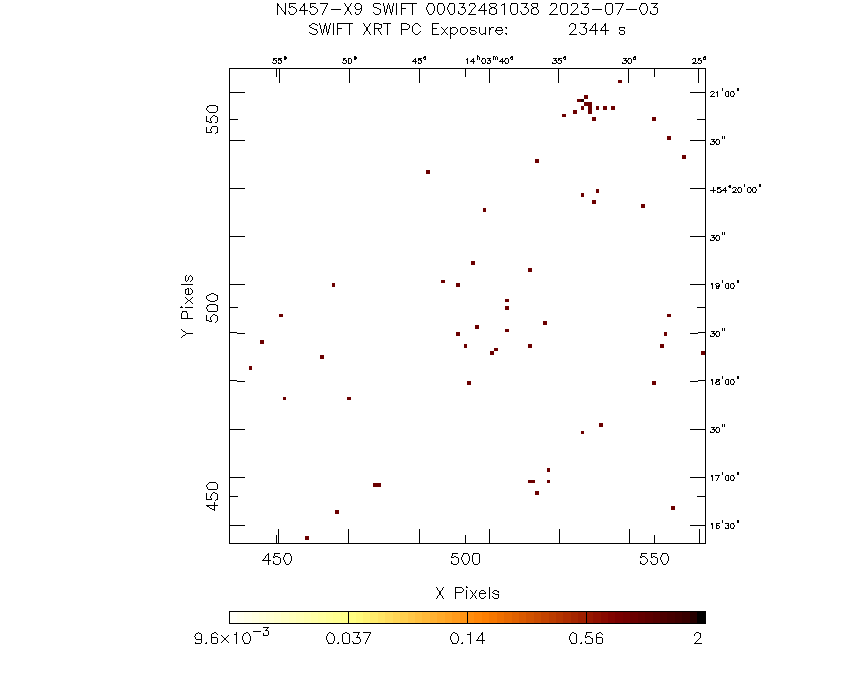 N5457-X9 SWIFT 00032481038 2023-07-03
SWIFT XRT PC Exposure: 2344 s
55ˢ 50ˢ 45ˢ 14ʰ03ᵐ40ˢ 35ˢ 30ˢ 25ˢ
21'00"
550
30"
+54°20'00"
30"
19'00"
500
Y Pixels
30"
18'00"
30"
17'00"
450
16'30"
450 500 550
X Pixels
9.6×10⁻³ 0.037 0.14 0.56 2